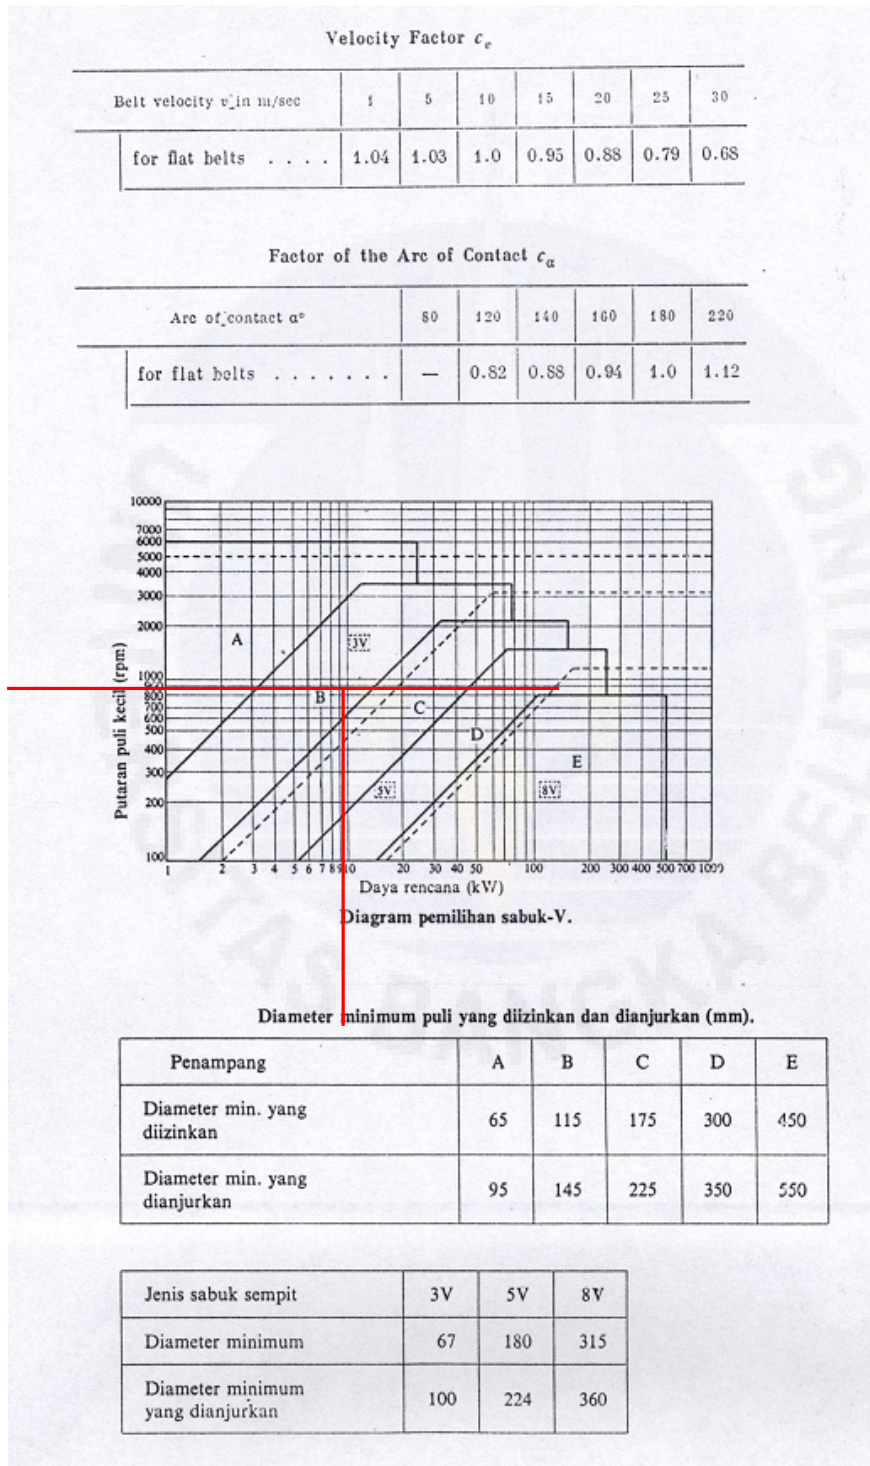 Velocity Factor cᵥ
Belt velocity v in m/sec 1 5 10 15 20 25 30
for flat belts . . . . 1.04 1.03 1.0 0.95 0.88 0.79 0.68
Factor of the Arc of Contact cα
Arc of contact α° 80 120 140 160 180 220
for flat belts . . . . . . . — 0.82 0.88 0.94 1.0 1.12
10000
7000
6000
5000
4000
3000
2000
1000
800
700
600
500
400
300
200
100
Putaran puli kecil (rpm)
A
3V
B
C
D
E
5V
8V
1 2 3 4 5 6 7 8 9 10 20 30 40 50 100 200 300 400 500 700 1000
Daya rencana (kW)
Diagram pemilihan sabuk-V.
UNIVERSITAS BANGKA BELITUNG
Diameter minimum puli yang diizinkan dan dianjurkan (mm).
Penampang A B C D E
Diameter min. yang
diizinkan 65 115 175 300 450
Diameter min. yang
dianjurkan 95 145 225 350 550
Jenis sabuk sempit 3V 5V 8V
Diameter minimum 67 180 315
Diameter minimum
yang dianjurkan 100 224 360